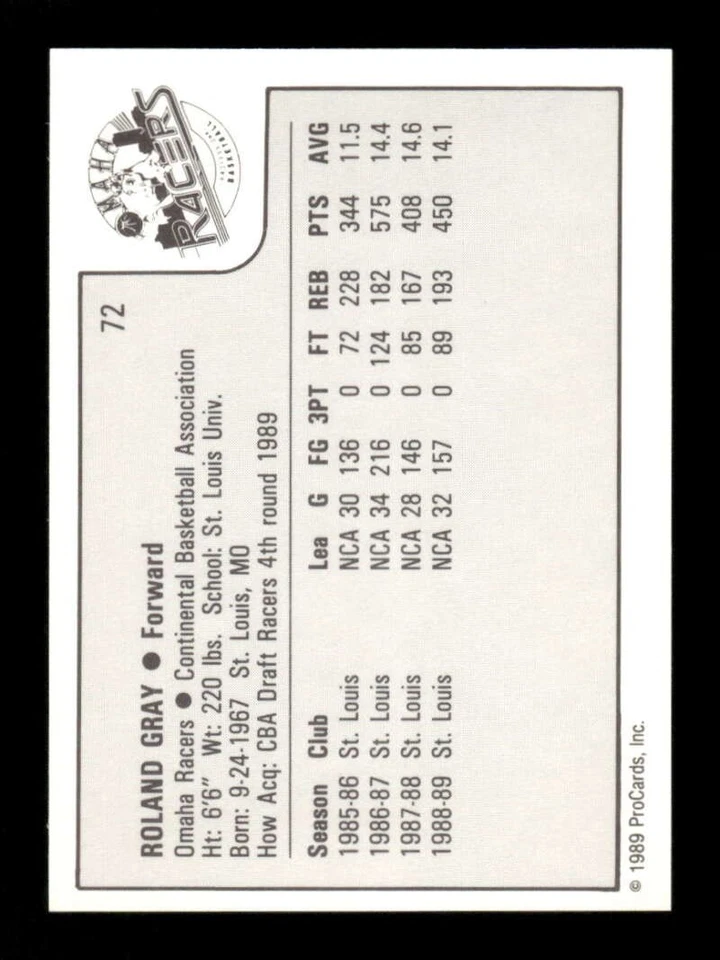 OMAHA
RACERS
BASKETBALL
72
ROLAND GRAY ● Forward
Omaha Racers ● Continental Basketball Association
Ht: 6'6" Wt: 220 lbs. School: St. Louis Univ.
Born: 9-24-1967 St. Louis, MO
How Acq: CBA Draft Racers 4th round 1989
Season Club Lea G FG 3PT FT REB PTS AVG
1985-86 St. Louis NCA 30 136 0 72 228 344 11.5
1986-87 St. Louis NCA 34 216 0 124 182 575 14.4
1987-88 St. Louis NCA 28 146 0 85 167 408 14.6
1988-89 St. Louis NCA 32 157 0 89 193 450 14.1
© 1989 ProCards, Inc.